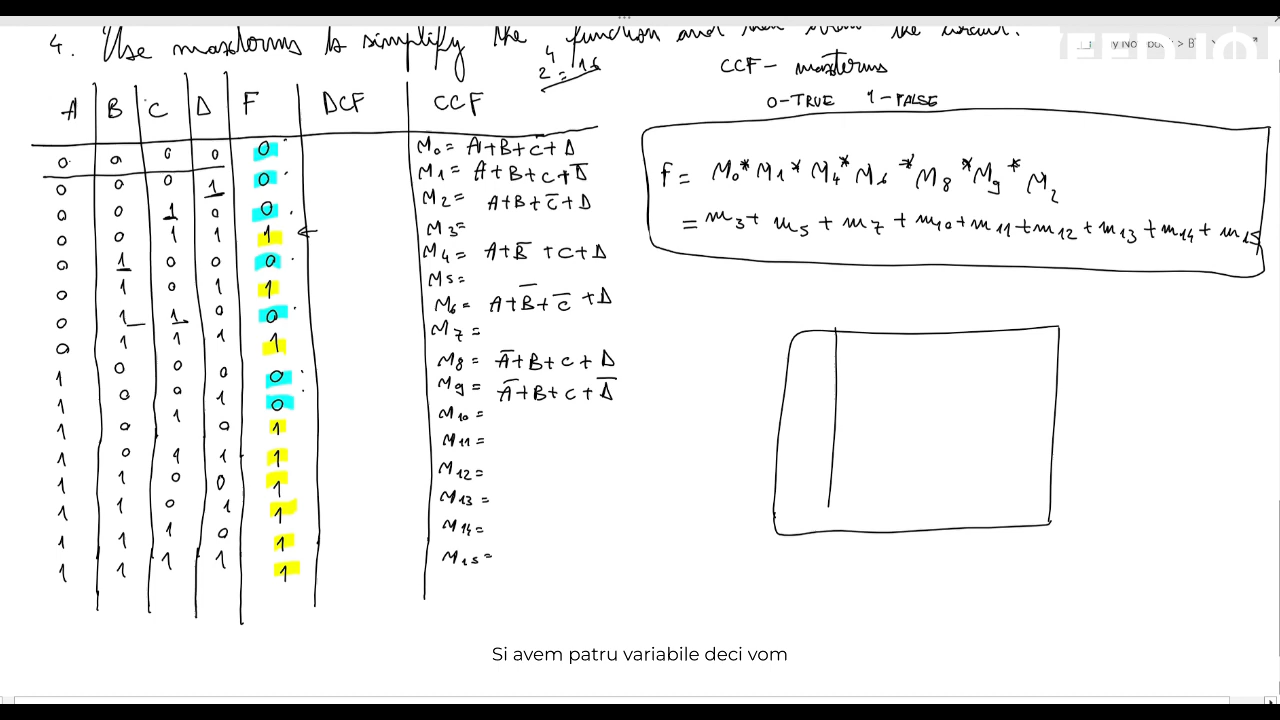 4. Use maxterms to simplify the function and then draw the circuit.
2⁴ = 16
CCF - maxterms
0-TRUE 1-FALSE
A B C D F DCF CCF
0 0 0 0 0 M₀ = A+B+C̅+D
0 0 0 1 0 M₁ = A+B+C+D̅
0 0 1 0 0 M₂ = A+B+C̅+D
0 0 1 1 1 ← M₃=
0 1 0 0 0 M₄ = A+B̅+C+D
0 1 0 1 1 M₅=
0 1 1 0 0 M₆= A+B̅+C̅+D
0 1 1 1 1 M₇=
1 0 0 0 0 M₈= A̅+B+C+D
1 0 0 1 0 M₉= A̅+B+C+D̅
1 0 1 0 1 M₁₀=
1 0 1 1 1 M₁₁=
1 1 0 0 1 M₁₂=
1 1 0 1 1 M₁₃=
1 1 1 0 1 M₁₄=
1 1 1 1 1 M₁₅=
f = M₀ * M₁ * M₄ * M₆ * M₈ * M₉ * M₂
= m₃ + m₅ + m₇ + m₁₀ + m₁₁ + m₁₂ + m₁₃ + m₁₄ + m₁₅
Si avem patru variabile deci vom